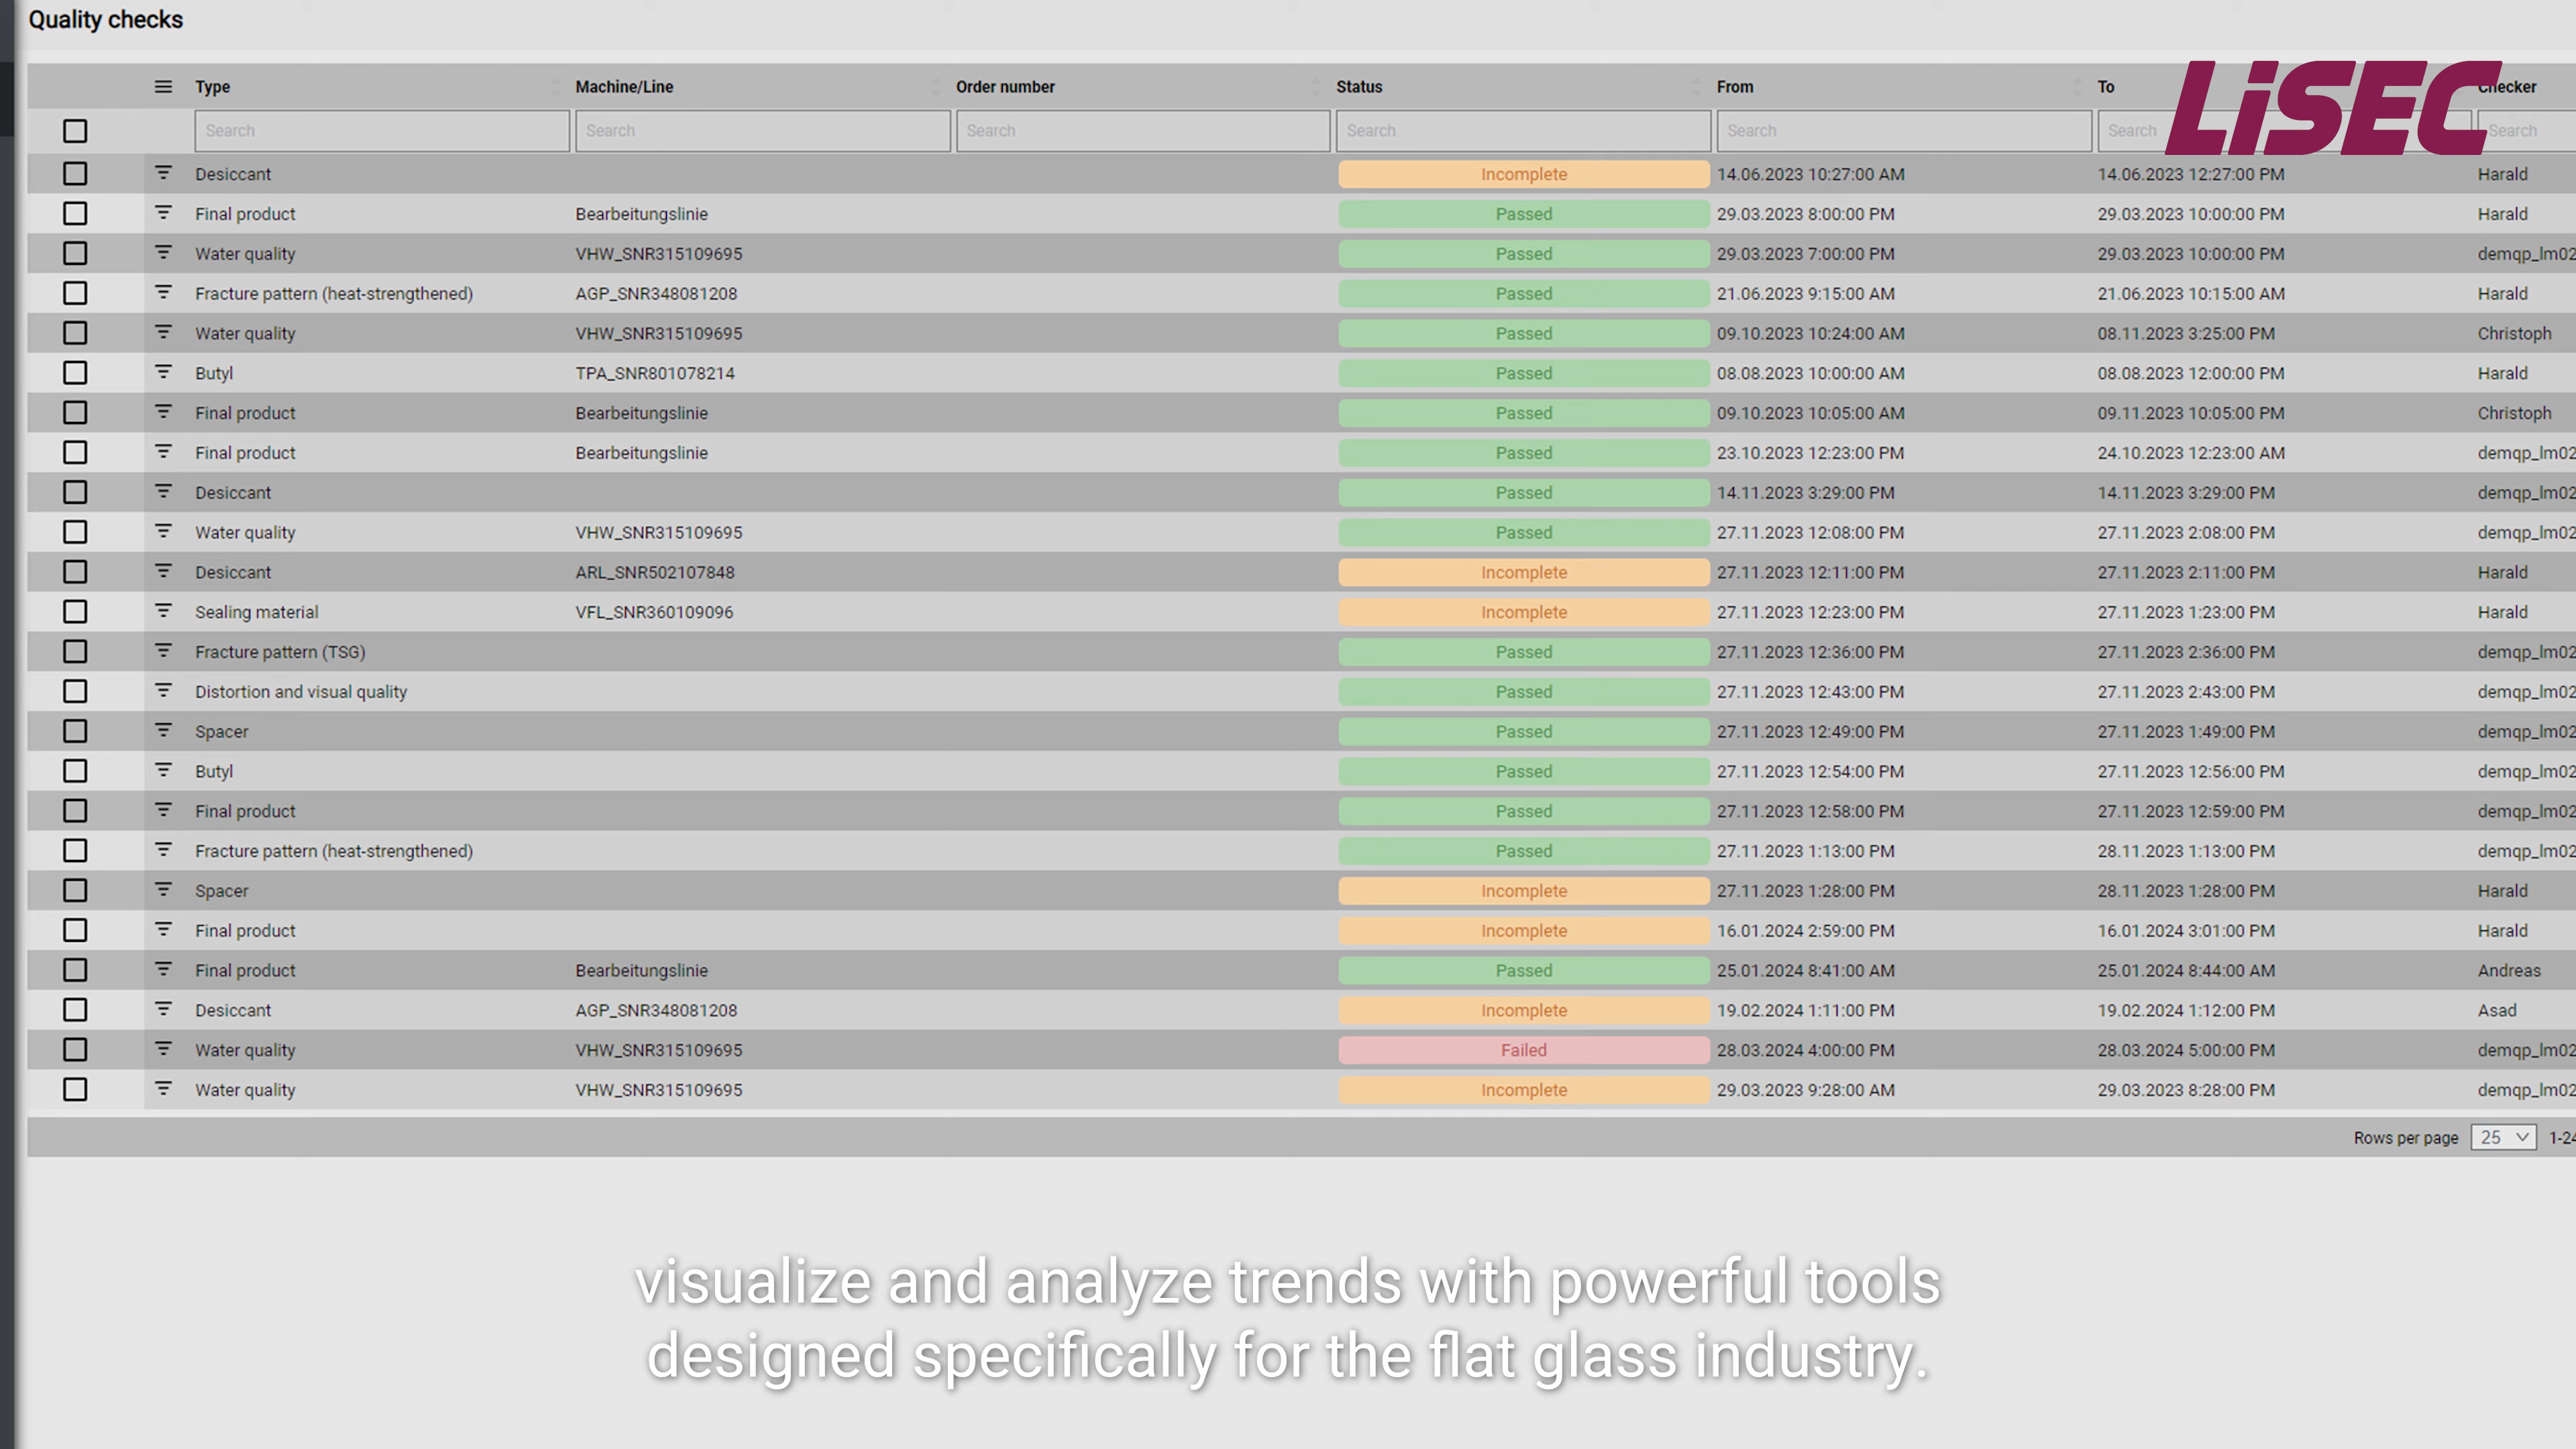 Quality checks
LiSEC
Type Machine/Line Order number Status From To Checker
Search Search Search Search Search Search Search
Desiccant Incomplete 14.06.2023 10:27:00 AM 14.06.2023 12:27:00 PM Harald
Final product Bearbeitungslinie Passed 29.03.2023 8:00:00 PM 29.03.2023 10:00:00 PM Harald
Water quality VHW_SNR315109695 Passed 29.03.2023 7:00:00 PM 29.03.2023 10:00:00 PM demqp_lm02
Fracture pattern (heat-strengthened) AGP_SNR348081208 Passed 21.06.2023 9:15:00 AM 21.06.2023 10:15:00 AM Harald
Water quality VHW_SNR315109695 Passed 09.10.2023 10:24:00 AM 08.11.2023 3:25:00 PM Christoph
Butyl TPA_SNR801078214 Passed 08.08.2023 10:00:00 AM 08.08.2023 12:00:00 PM Harald
Final product Bearbeitungslinie Passed 09.10.2023 10:05:00 AM 09.11.2023 10:05:00 PM Christoph
Final product Bearbeitungslinie Passed 23.10.2023 12:23:00 PM 24.10.2023 12:23:00 AM demqp_lm02
Desiccant Passed 14.11.2023 3:29:00 PM 14.11.2023 3:29:00 PM demqp_lm02
Water quality VHW_SNR315109695 Passed 27.11.2023 12:08:00 PM 27.11.2023 2:08:00 PM demqp_lm02
Desiccant ARL_SNR502107848 Incomplete 27.11.2023 12:11:00 PM 27.11.2023 2:11:00 PM Harald
Sealing material VFL_SNR360109096 Incomplete 27.11.2023 12:23:00 PM 27.11.2023 1:23:00 PM Harald
Fracture pattern (TSG) Passed 27.11.2023 12:36:00 PM 27.11.2023 2:36:00 PM demqp_lm02
Distortion and visual quality Passed 27.11.2023 12:43:00 PM 27.11.2023 2:43:00 PM demqp_lm02
Spacer Passed 27.11.2023 12:49:00 PM 27.11.2023 1:49:00 PM demqp_lm02
Butyl Passed 27.11.2023 12:54:00 PM 27.11.2023 12:56:00 PM demqp_lm02
Final product Passed 27.11.2023 12:58:00 PM 27.11.2023 12:59:00 PM demqp_lm02
Fracture pattern (heat-strengthened) Passed 27.11.2023 1:13:00 PM 28.11.2023 1:13:00 PM demqp_lm02
Spacer Incomplete 27.11.2023 1:28:00 PM 28.11.2023 1:28:00 PM Harald
Final product Incomplete 16.01.2024 2:59:00 PM 16.01.2024 3:01:00 PM Harald
Final product Bearbeitungslinie Passed 25.01.2024 8:41:00 AM 25.01.2024 8:44:00 AM Andreas
Desiccant AGP_SNR348081208 Incomplete 19.02.2024 1:11:00 PM 19.02.2024 1:12:00 PM Asad
Water quality VHW_SNR315109695 Failed 28.03.2024 4:00:00 PM 28.03.2024 5:00:00 PM demqp_lm02
Water quality VHW_SNR315109695 Incomplete 29.03.2023 9:28:00 AM 29.03.2023 8:28:00 PM demqp_lm02
Rows per page 25 1-24
visualize and analyze trends with powerful tools
designed specifically for the flat glass industry.